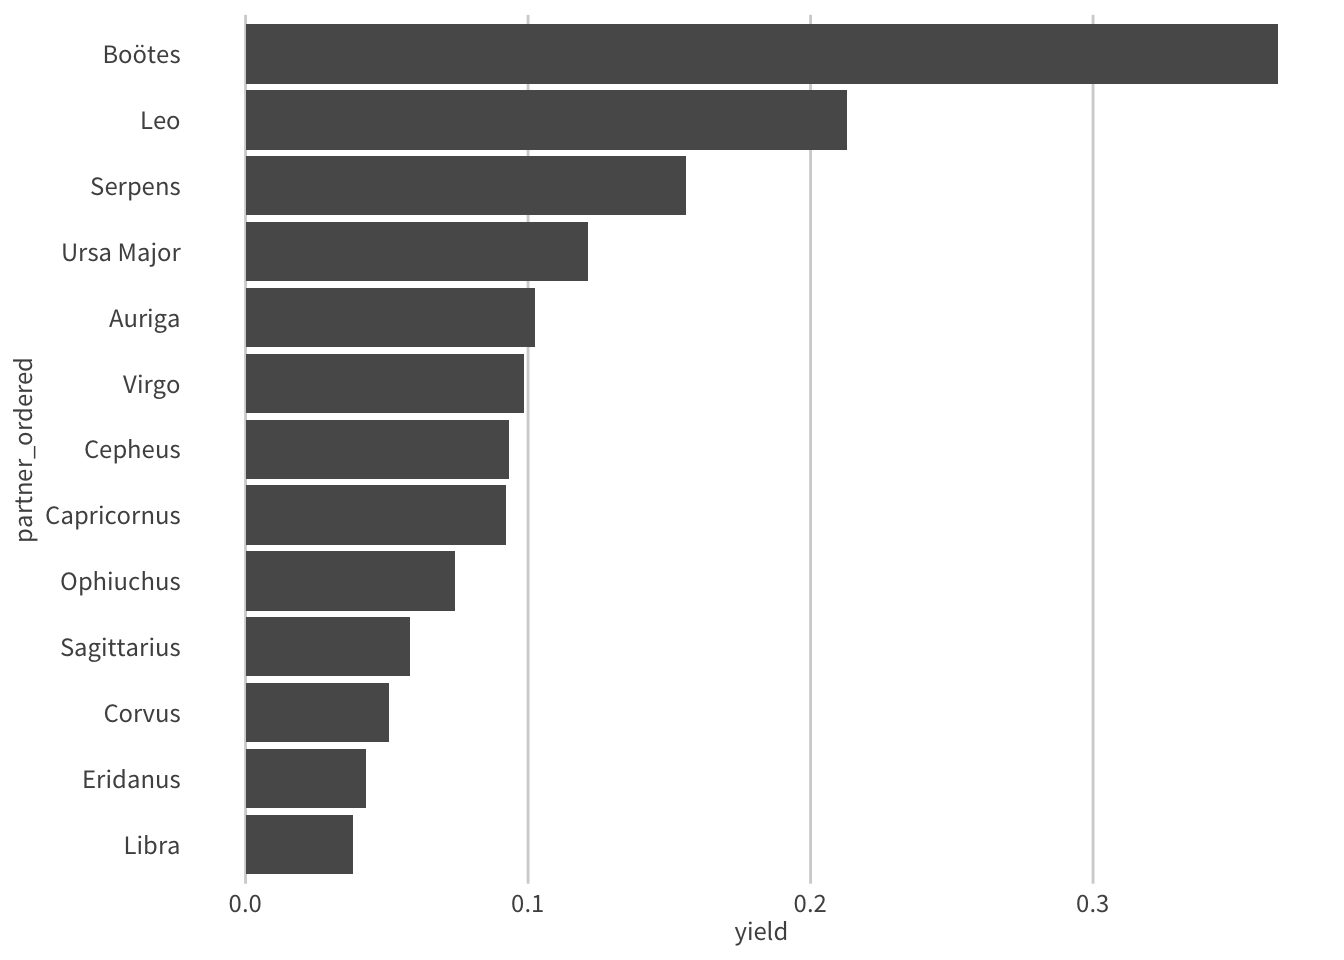 Boötes
Leo
Serpens
Ursa Major
Auriga
Virgo
Cepheus
Capricornus
Ophiuchus
Sagittarius
Corvus
Eridanus
Libra
partner_ordered
0.0 0.1 0.2 0.3
yield